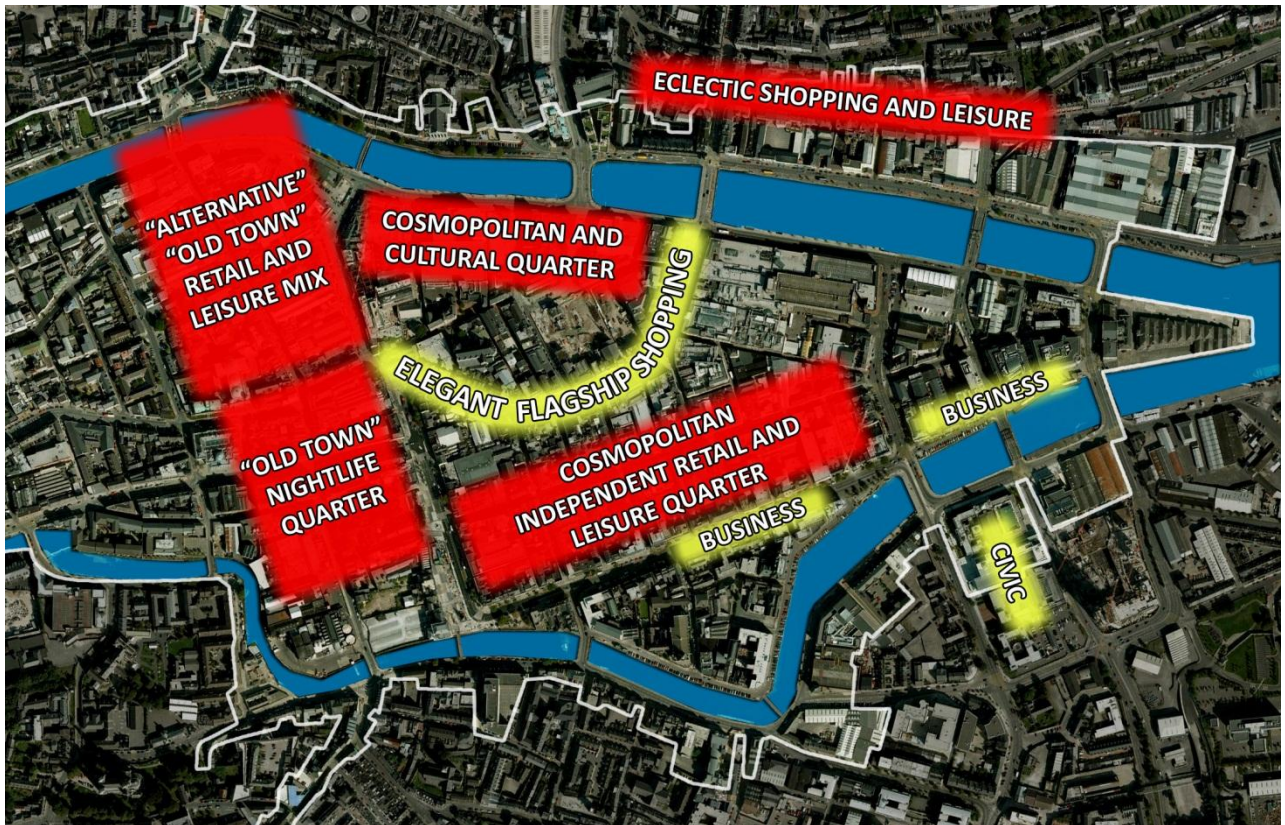 ECLECTIC SHOPPING AND LEISURE
“ALTERNATIVE”
“OLD TOWN”
RETAIL AND
LEISURE MIX
COSMOPOLITAN AND
CULTURAL QUARTER
ELEGANT FLAGSHIP SHOPPING
“OLD TOWN”
NIGHTLIFE
QUARTER
COSMOPOLITAN
INDEPENDENT RETAIL AND
LEISURE QUARTER
BUSINESS
BUSINESS
CIVIC